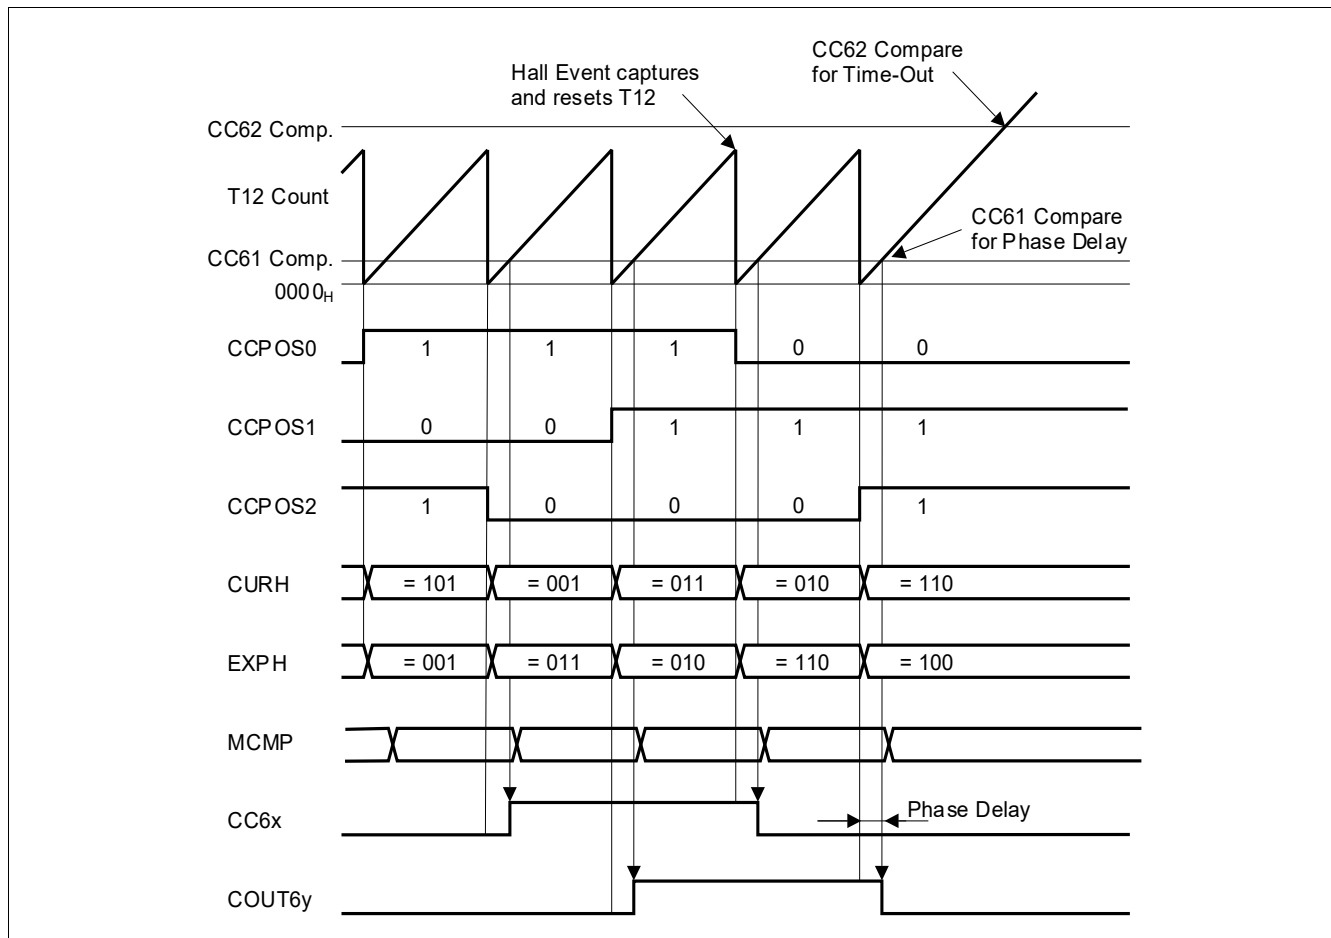 CC62 Compare
for Time-Out
Hall Event captures
and resets T12
CC62 Comp.
T12 Count
CC61 Compare
for Phase Delay
CC61 Comp.
0000H
CCPOS0 1 1 1 0 0
CCPOS1 0 0 1 1 1
CCPOS2 1 0 0 0 1
CURH = 101 = 001 = 011 = 010 = 110
EXPH = 001 = 011 = 010 = 110 = 100
MCMP
CC6x Phase Delay
COUT6y